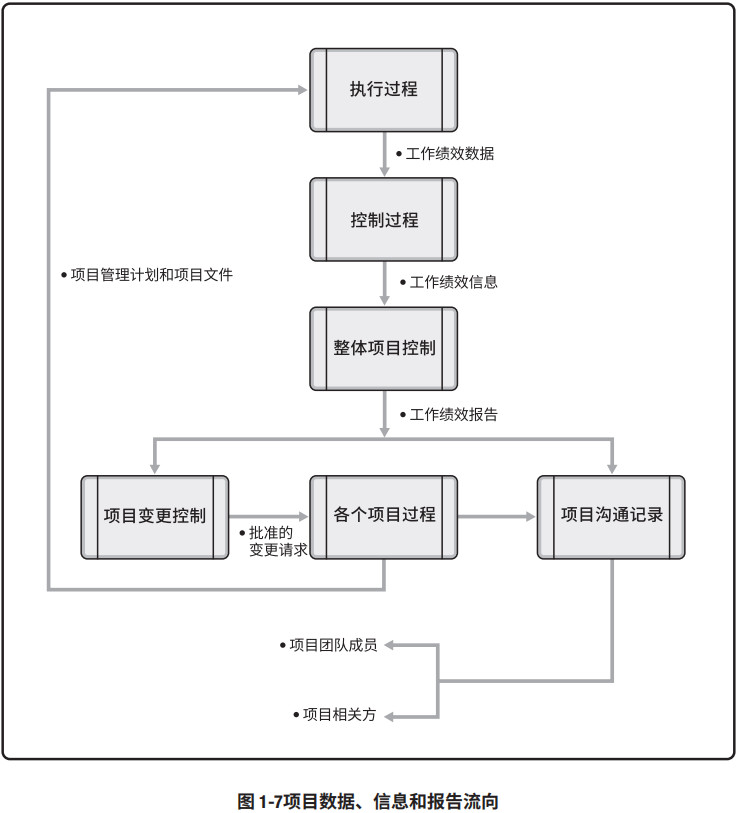 执行过程
• 工作绩效数据
控制过程
• 项目管理计划和项目文件
• 工作绩效信息
整体项目控制
• 工作绩效报告
项目变更控制
• 批准的
变更请求
各个项目过程
项目沟通记录
• 项目团队成员
• 项目相关方
图 1-7项目数据、信息和报告流向